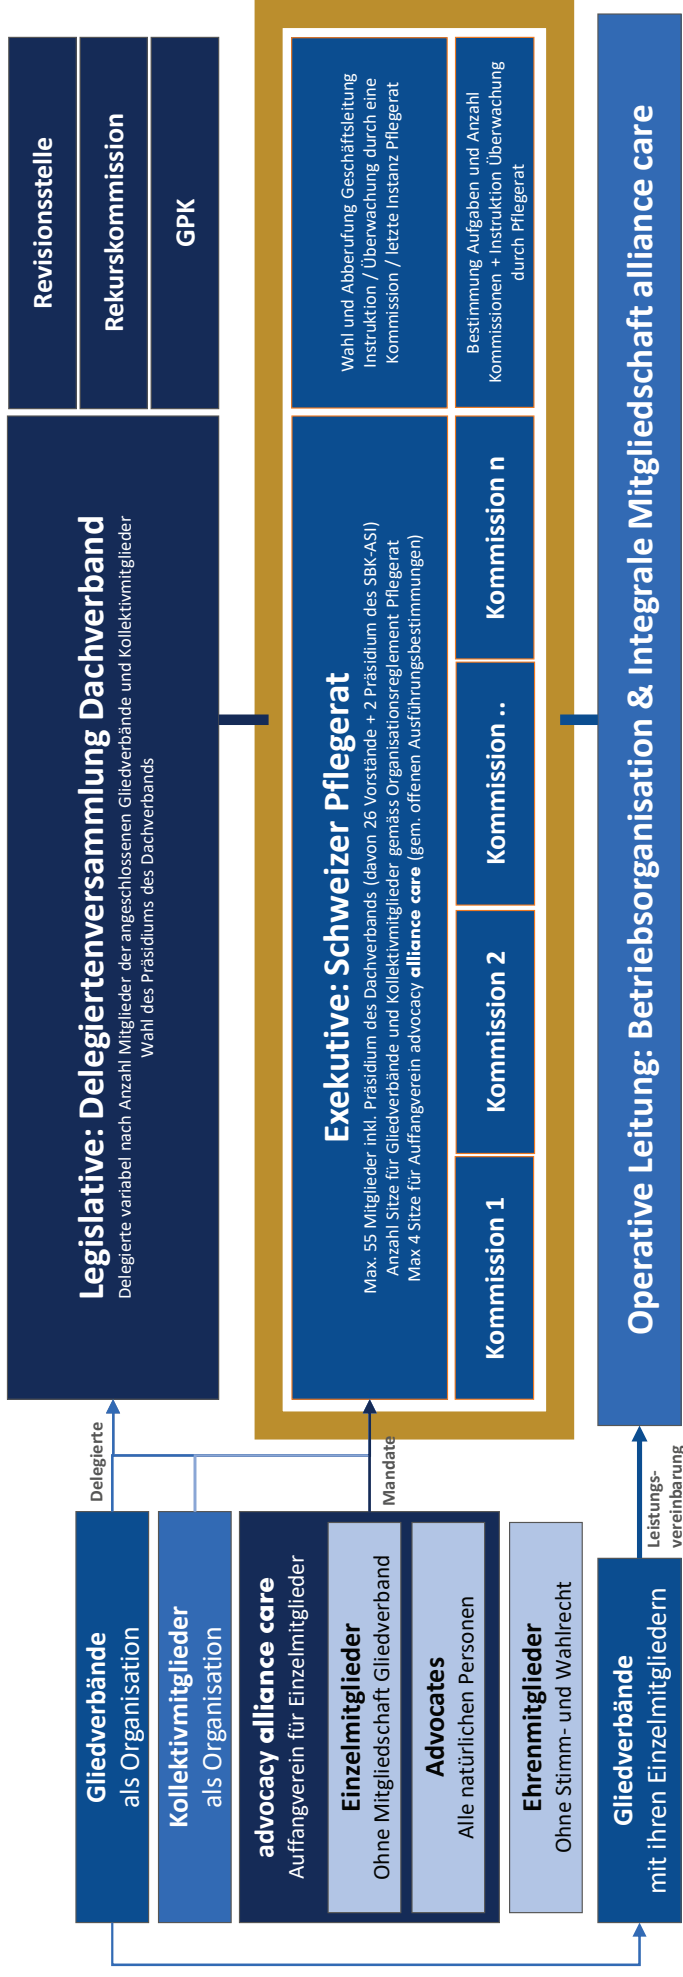 Gliedverbände
als Organisation
Kollektivmitglieder
als Organisation
advocacy alliance care
Auffangverein für Einzelmitglieder
Einzelmitglieder
Ohne Mitgliedschaft Gliedverband
Advocates
Alle natürlichen Personen
Ehrenmitglieder
Ohne Stimm- und Wahlrecht
Gliedverbände
mit ihren Einzelmitgliedern
Delegierte
Mandate
Leistungs-
vereinbarung
Legislative: Delegiertenversammlung Dachverband
Delegierte variabel nach Anzahl Mitglieder der angeschlossenen Gliedverbände und Kollektivmitglieder
Wahl des Präsidiums des Dachverbands
Revisionsstelle
Rekurskommission
GPK
Exekutive: Schweizer Pflegerat
Max. 55 Mitglieder inkl. Präsidium des Dachverbands (davon 26 Vorstände + 2 Präsidium des SBK-ASI)
Anzahl Sitze für Gliedverbände und Kollektivmitglieder gemäss Organisationsreglement Pflegerat
Max 4 Sitze für Auffangverein advocacy alliance care (gem. offenen Ausführungsbestimmungen)
Wahl und Abberufung Geschäftsleitung
Instruktion / Überwachung durch eine
Kommission / letzte Instanz Pflegerat
Kommission 1
Kommission 2
Kommission ..
Kommission n
Bestimmung Aufgaben und Anzahl
Kommissionen + Instruktion Überwachung
durch Pflegerat
Operative Leitung: Betriebsorganisation & Integrale Mitgliedschaft alliance care